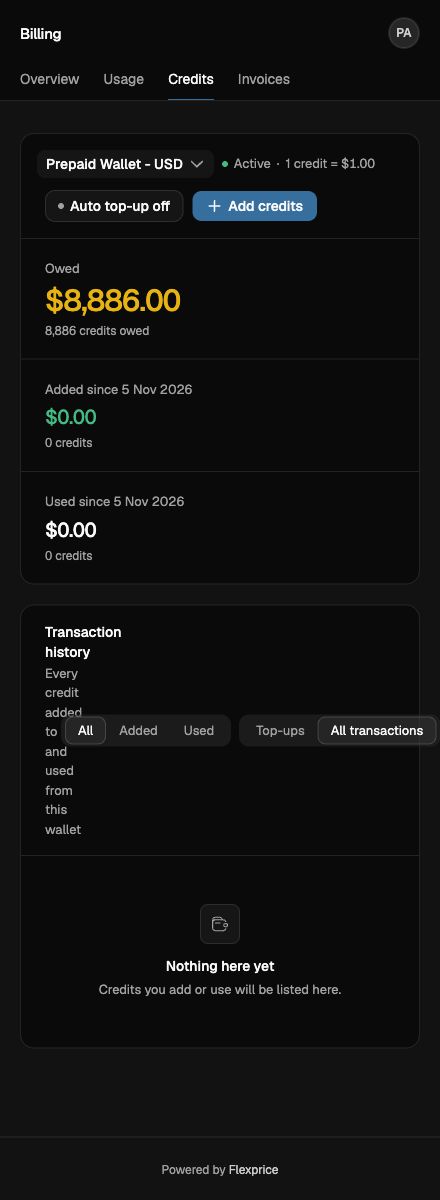 Billing
PA
Overview
Usage
Credits
Invoices
Prepaid Wallet - USD
Active · 1 credit = $1.00
Auto top-up off
Add credits
Owed
$8,886.00
8,886 credits owed
Added since 5 Nov 2026
$0.00
0 credits
Used since 5 Nov 2026
$0.00
0 credits
Transaction
history
Every
credit
added
to
and
used
from
this
wallet
All
Added
Used
Top-ups
All transactions
Nothing here yet
Credits you add or use will be listed here.
Powered by Flexprice